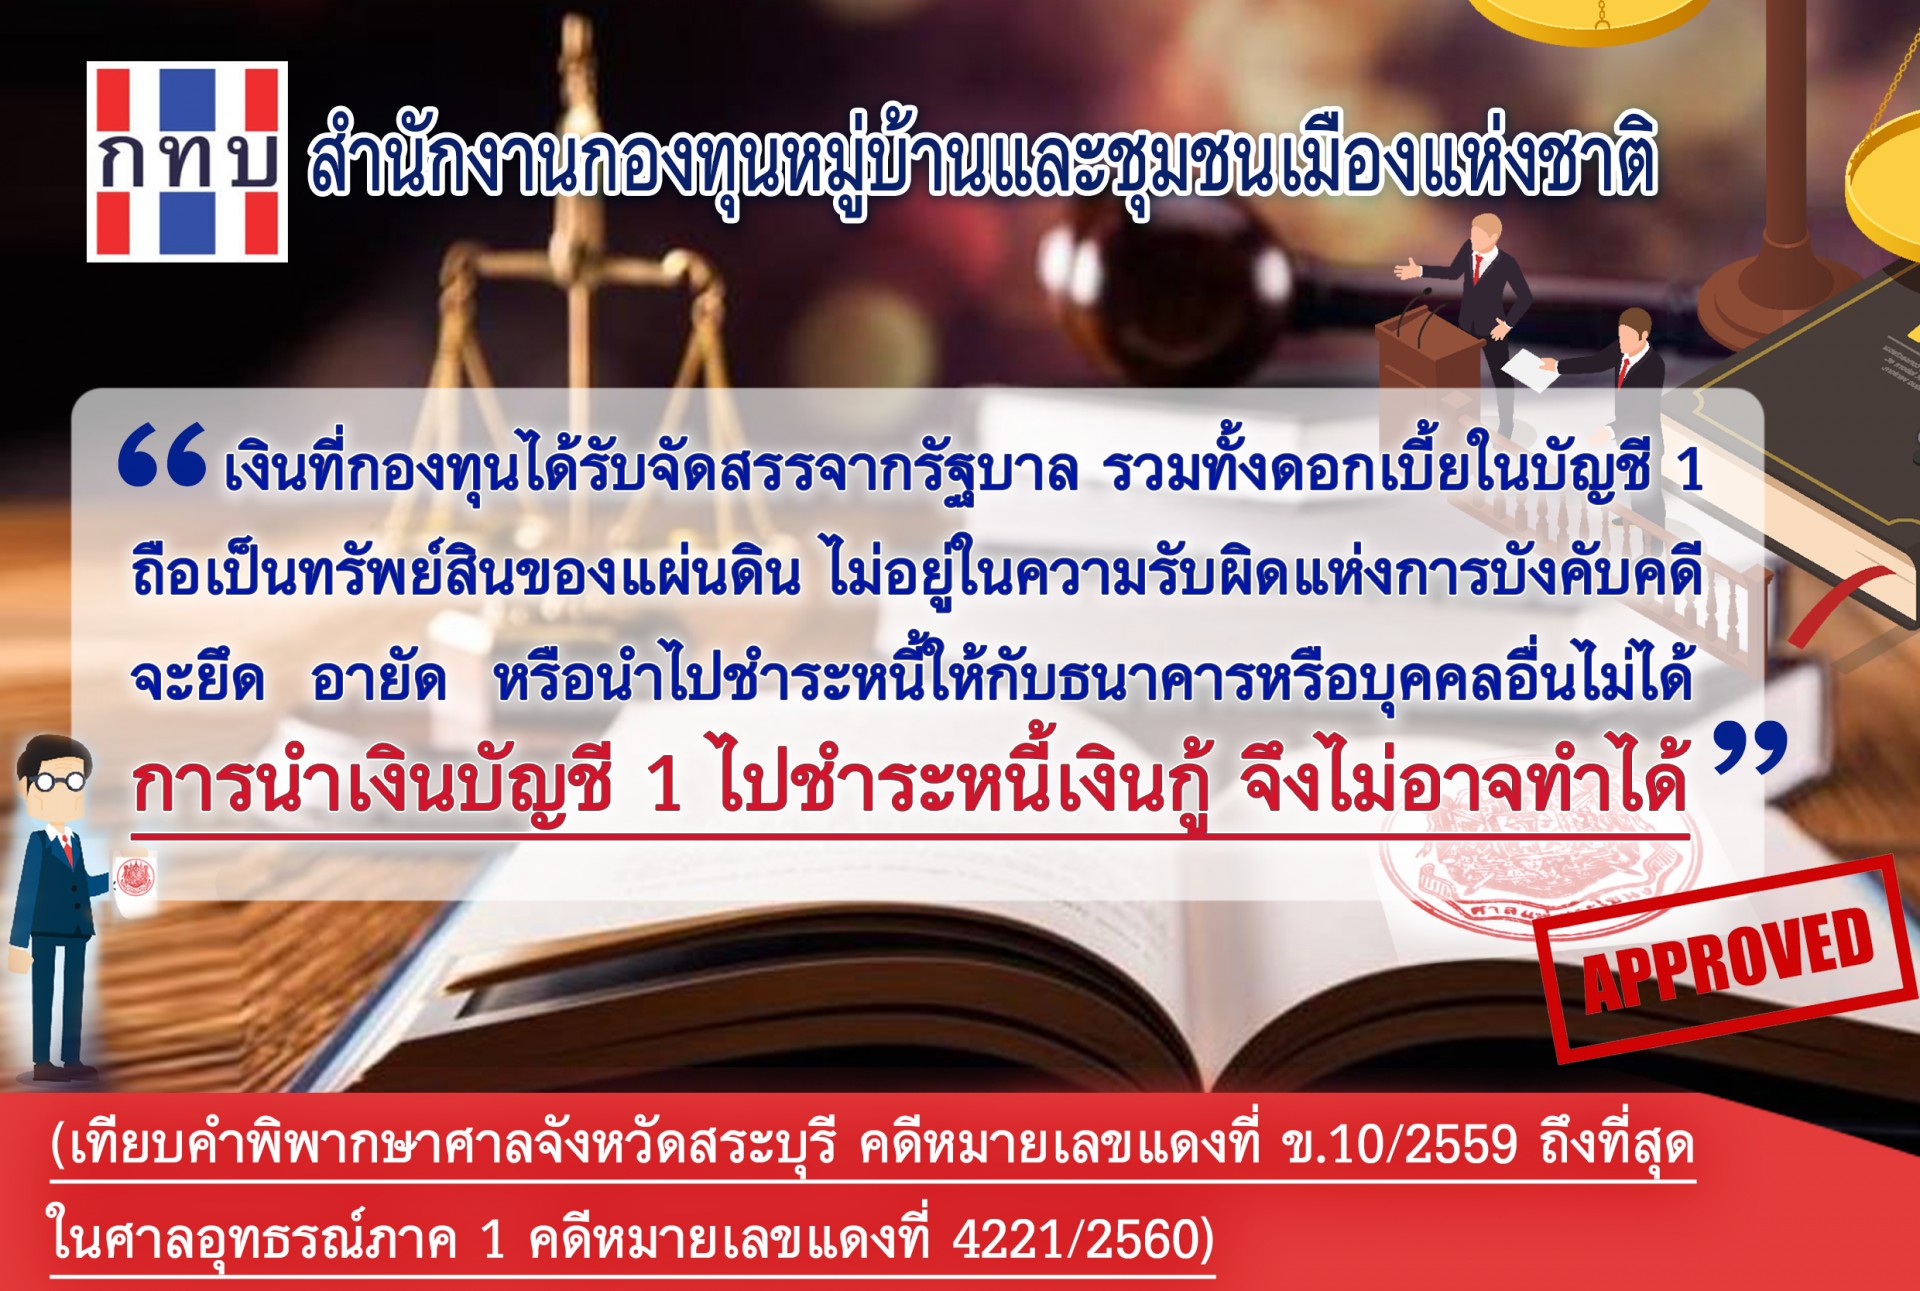 กทบ
สำนักงานกองทุนหมู่บ้านและชุมชนเมืองแห่งชาติ
“ เงินที่กองทุนได้รับจัดสรรจากรัฐบาล รวมทั้งดอกเบี้ยในบัญชี 1
ถือเป็นทรัพย์สินของแผ่นดิน ไม่อยู่ในความรับผิดแห่งการบังคับคดี
จะยึด อายัด หรือนำไปชำระหนี้ให้กับธนาคารหรือบุคคลอื่นไม่ได้
การนำเงินบัญชี 1 ไปชำระหนี้เงินกู้ จึงไม่อาจทำได้ ”
APPROVED
(เทียบคำพิพากษาศาลจังหวัดสระบุรี คดีหมายเลขแดงที่ ข.10/2559 ถึงที่สุด
ในศาลอุทธรณ์ภาค 1 คดีหมายเลขแดงที่ 4221/2560)